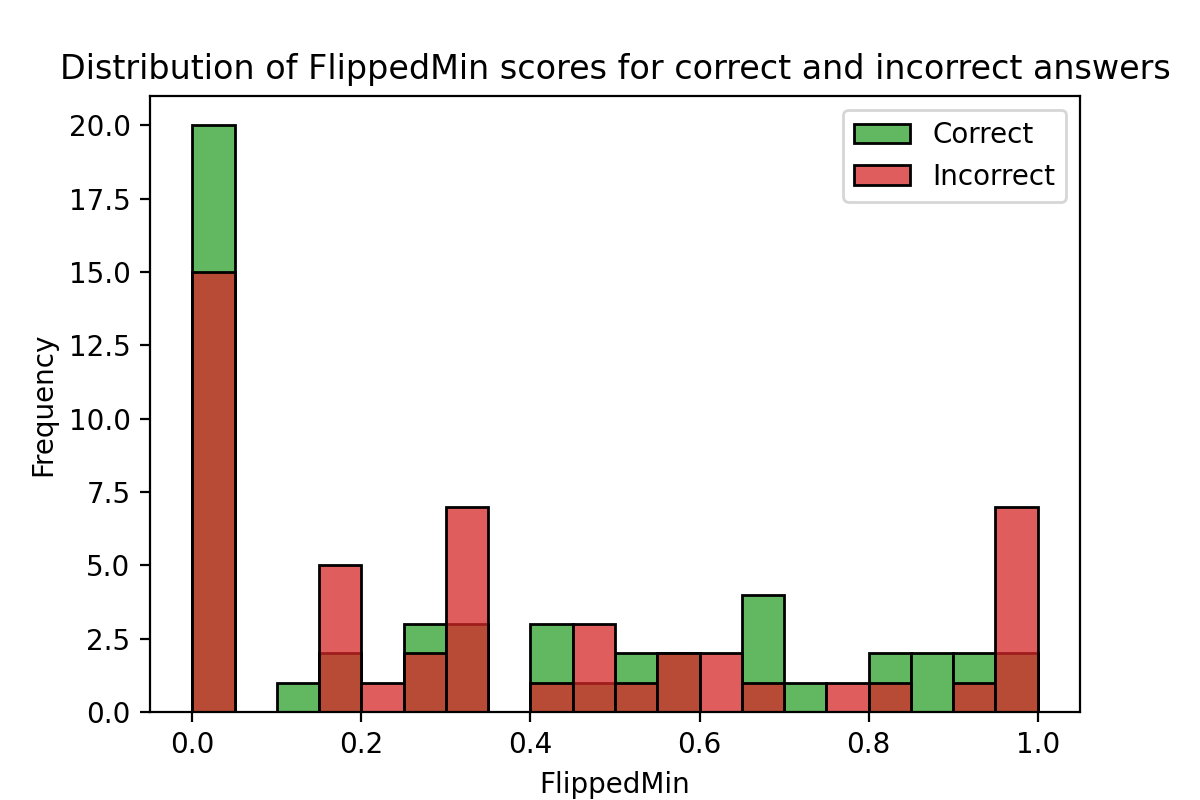 Distribution of FlippedMin scores for correct and incorrect answers
Correct
Incorrect
20.0
17.5
15.0
12.5
10.0
7.5
5.0
2.5
0.0
Frequency
0.0 0.2 0.4 0.6 0.8 1.0
FlippedMin